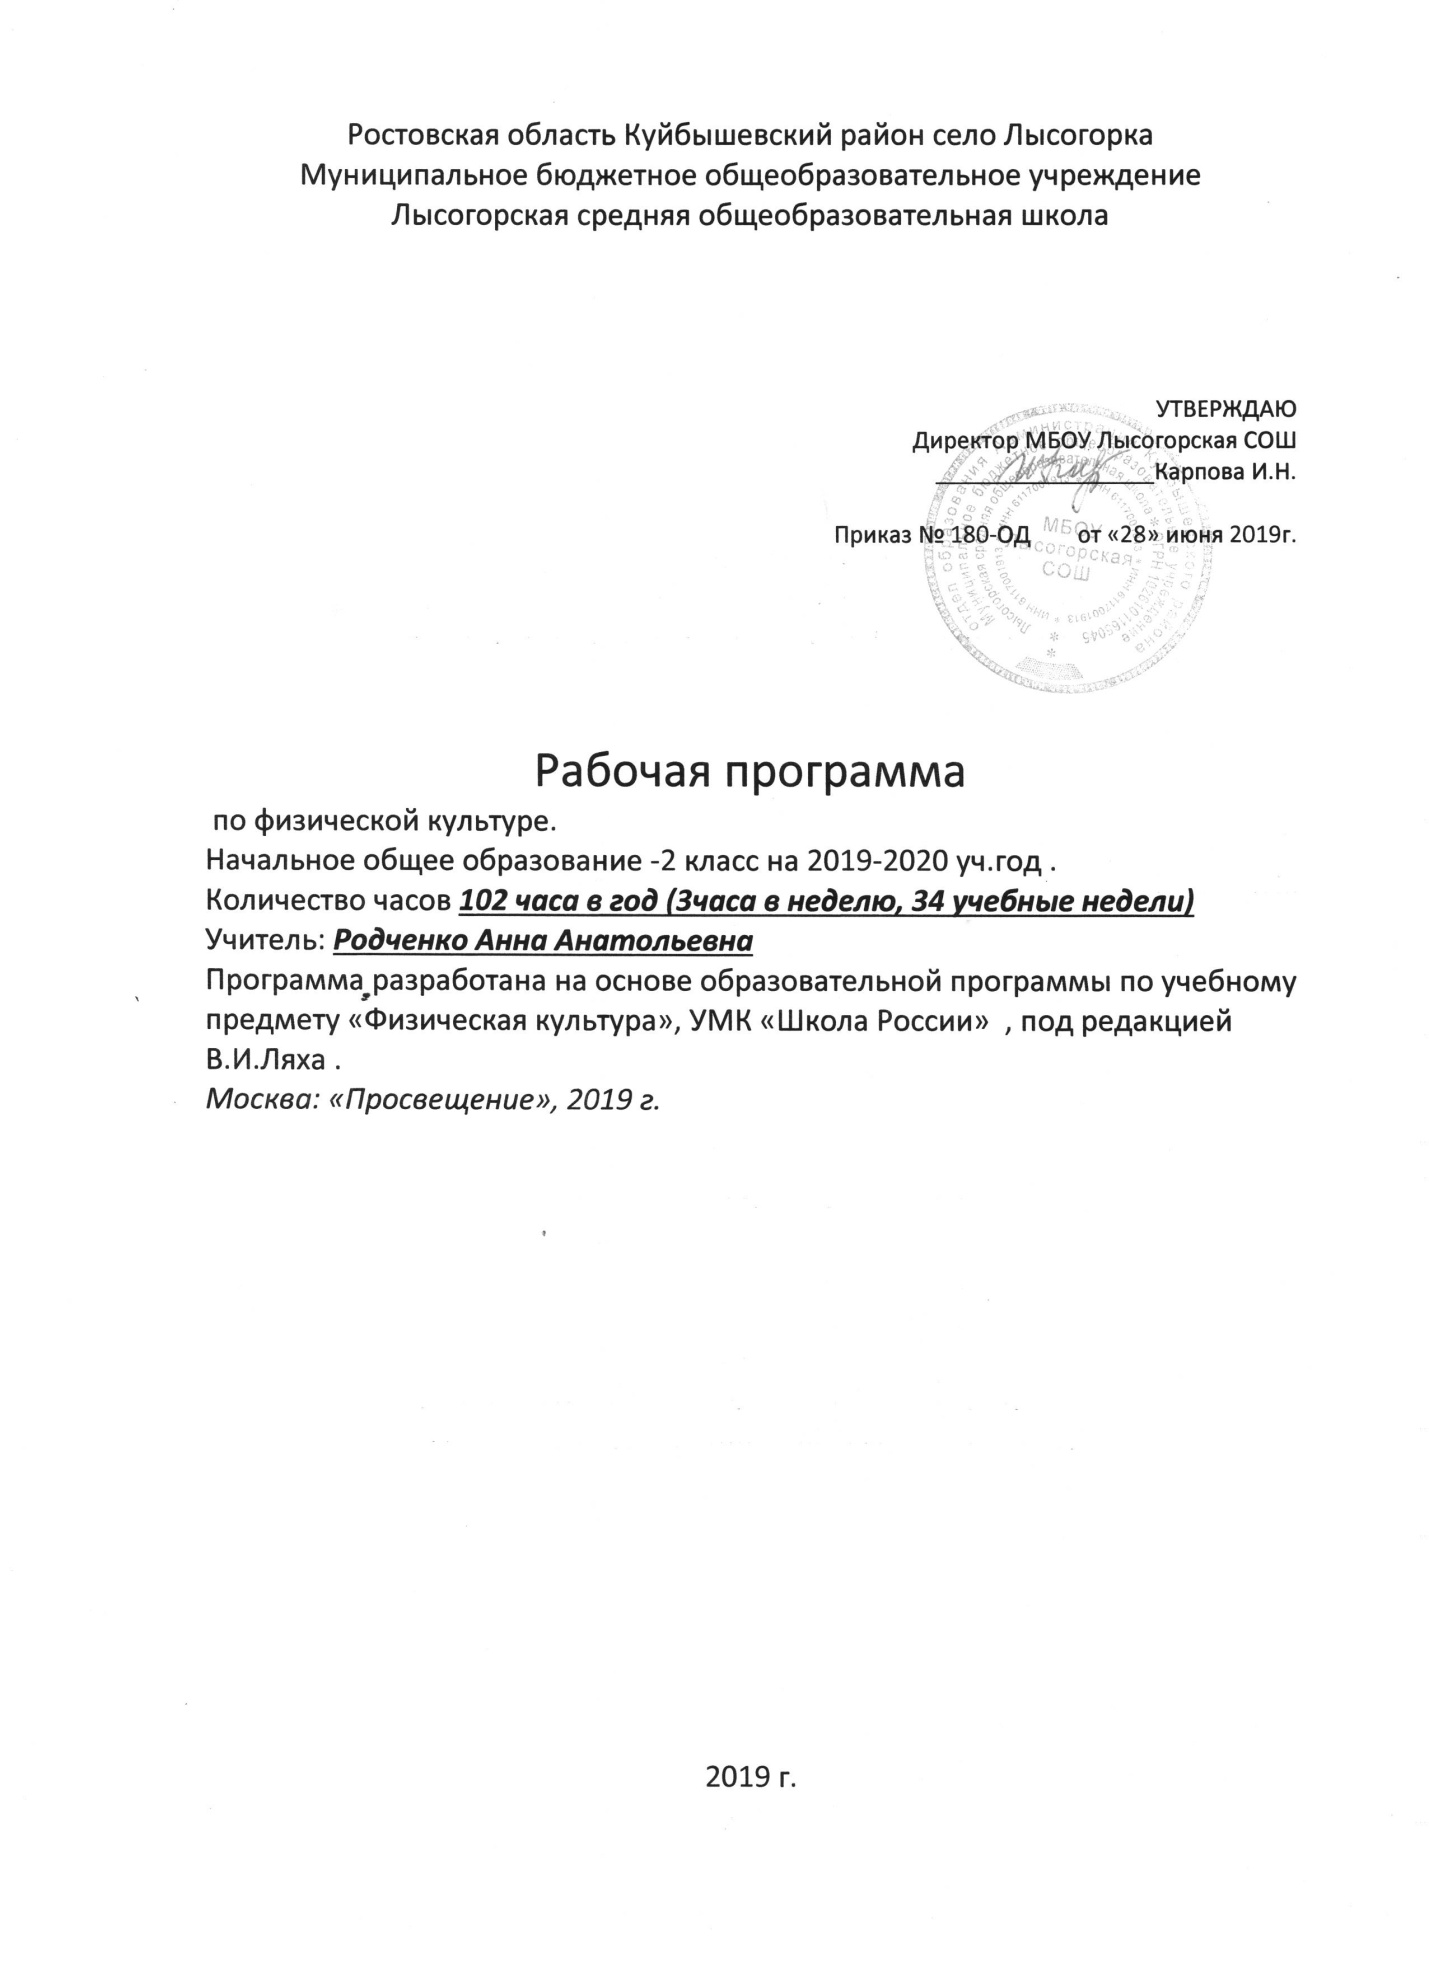 Ростовская область Куйбышевский район село Лысогорка
Муниципальное бюджетное общеобразовательное учреждение
Лысогорская средняя общеобразовательная школа
УТВЕРЖДАЮ
Директор МБОУ Лысогорская СОШ
Карпова И.Н.
Приказ № 180-ОД от «28» июня 2019г.
МБОУ
Лысогорская
СОШ
Рабочая программа
по физической культуре.
Начальное общее образование -2 класс на 2019-2020 уч.год .
Количество часов 102 часа в год (3часа в неделю, 34 учебные недели)
Учитель: Родченко Анна Анатольевна
Программа разработана на основе образовательной программы по учебному
предмету «Физическая культура», УМК «Школа России» , под редакцией
В.И.Ляха .
Москва: «Просвещение», 2019 г.
2019 г.